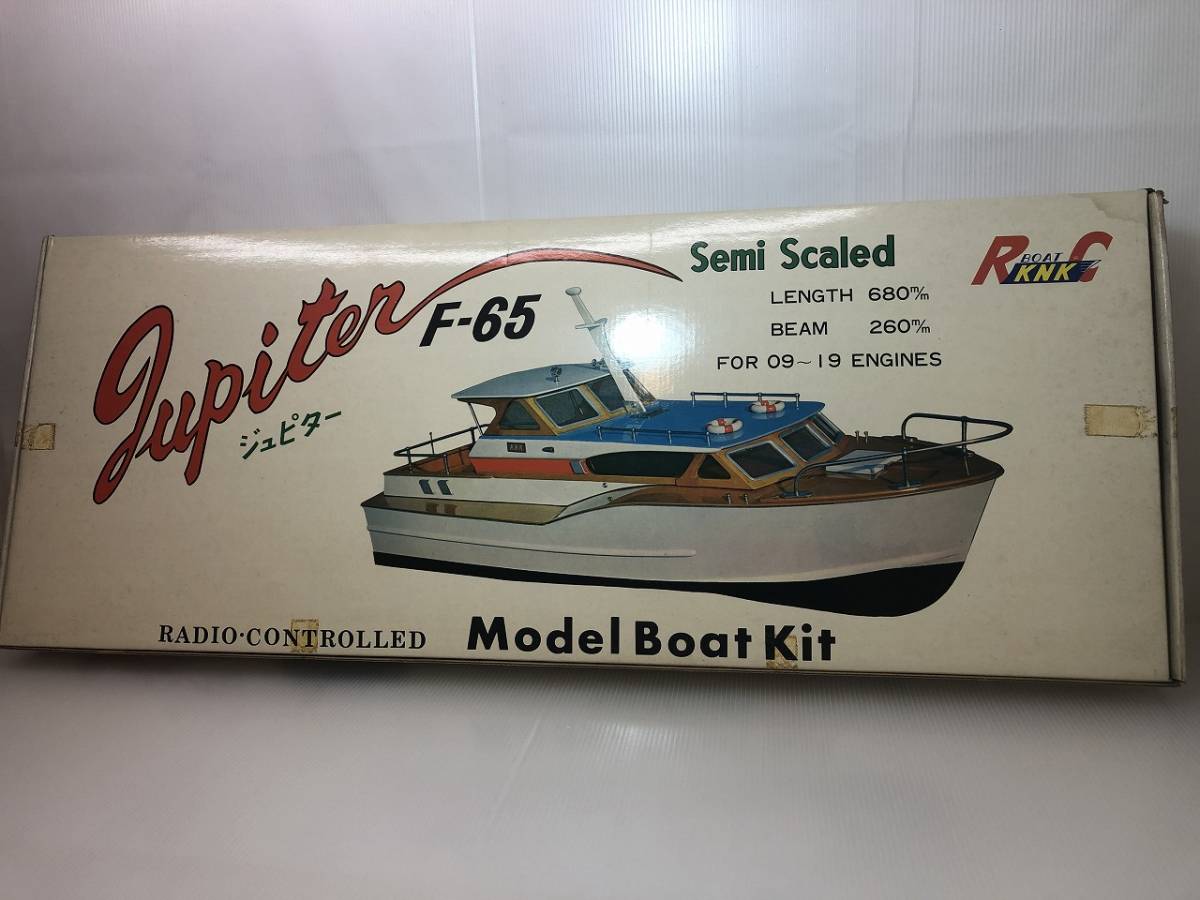 Jupiter
F-65
ジュピター
Semi Scaled
LENGTH 680m/m
BEAM 260m/m
FOR 09~19 ENGINES
R BOAT KNK C
RADIO·CONTROLLED Model Boat Kit